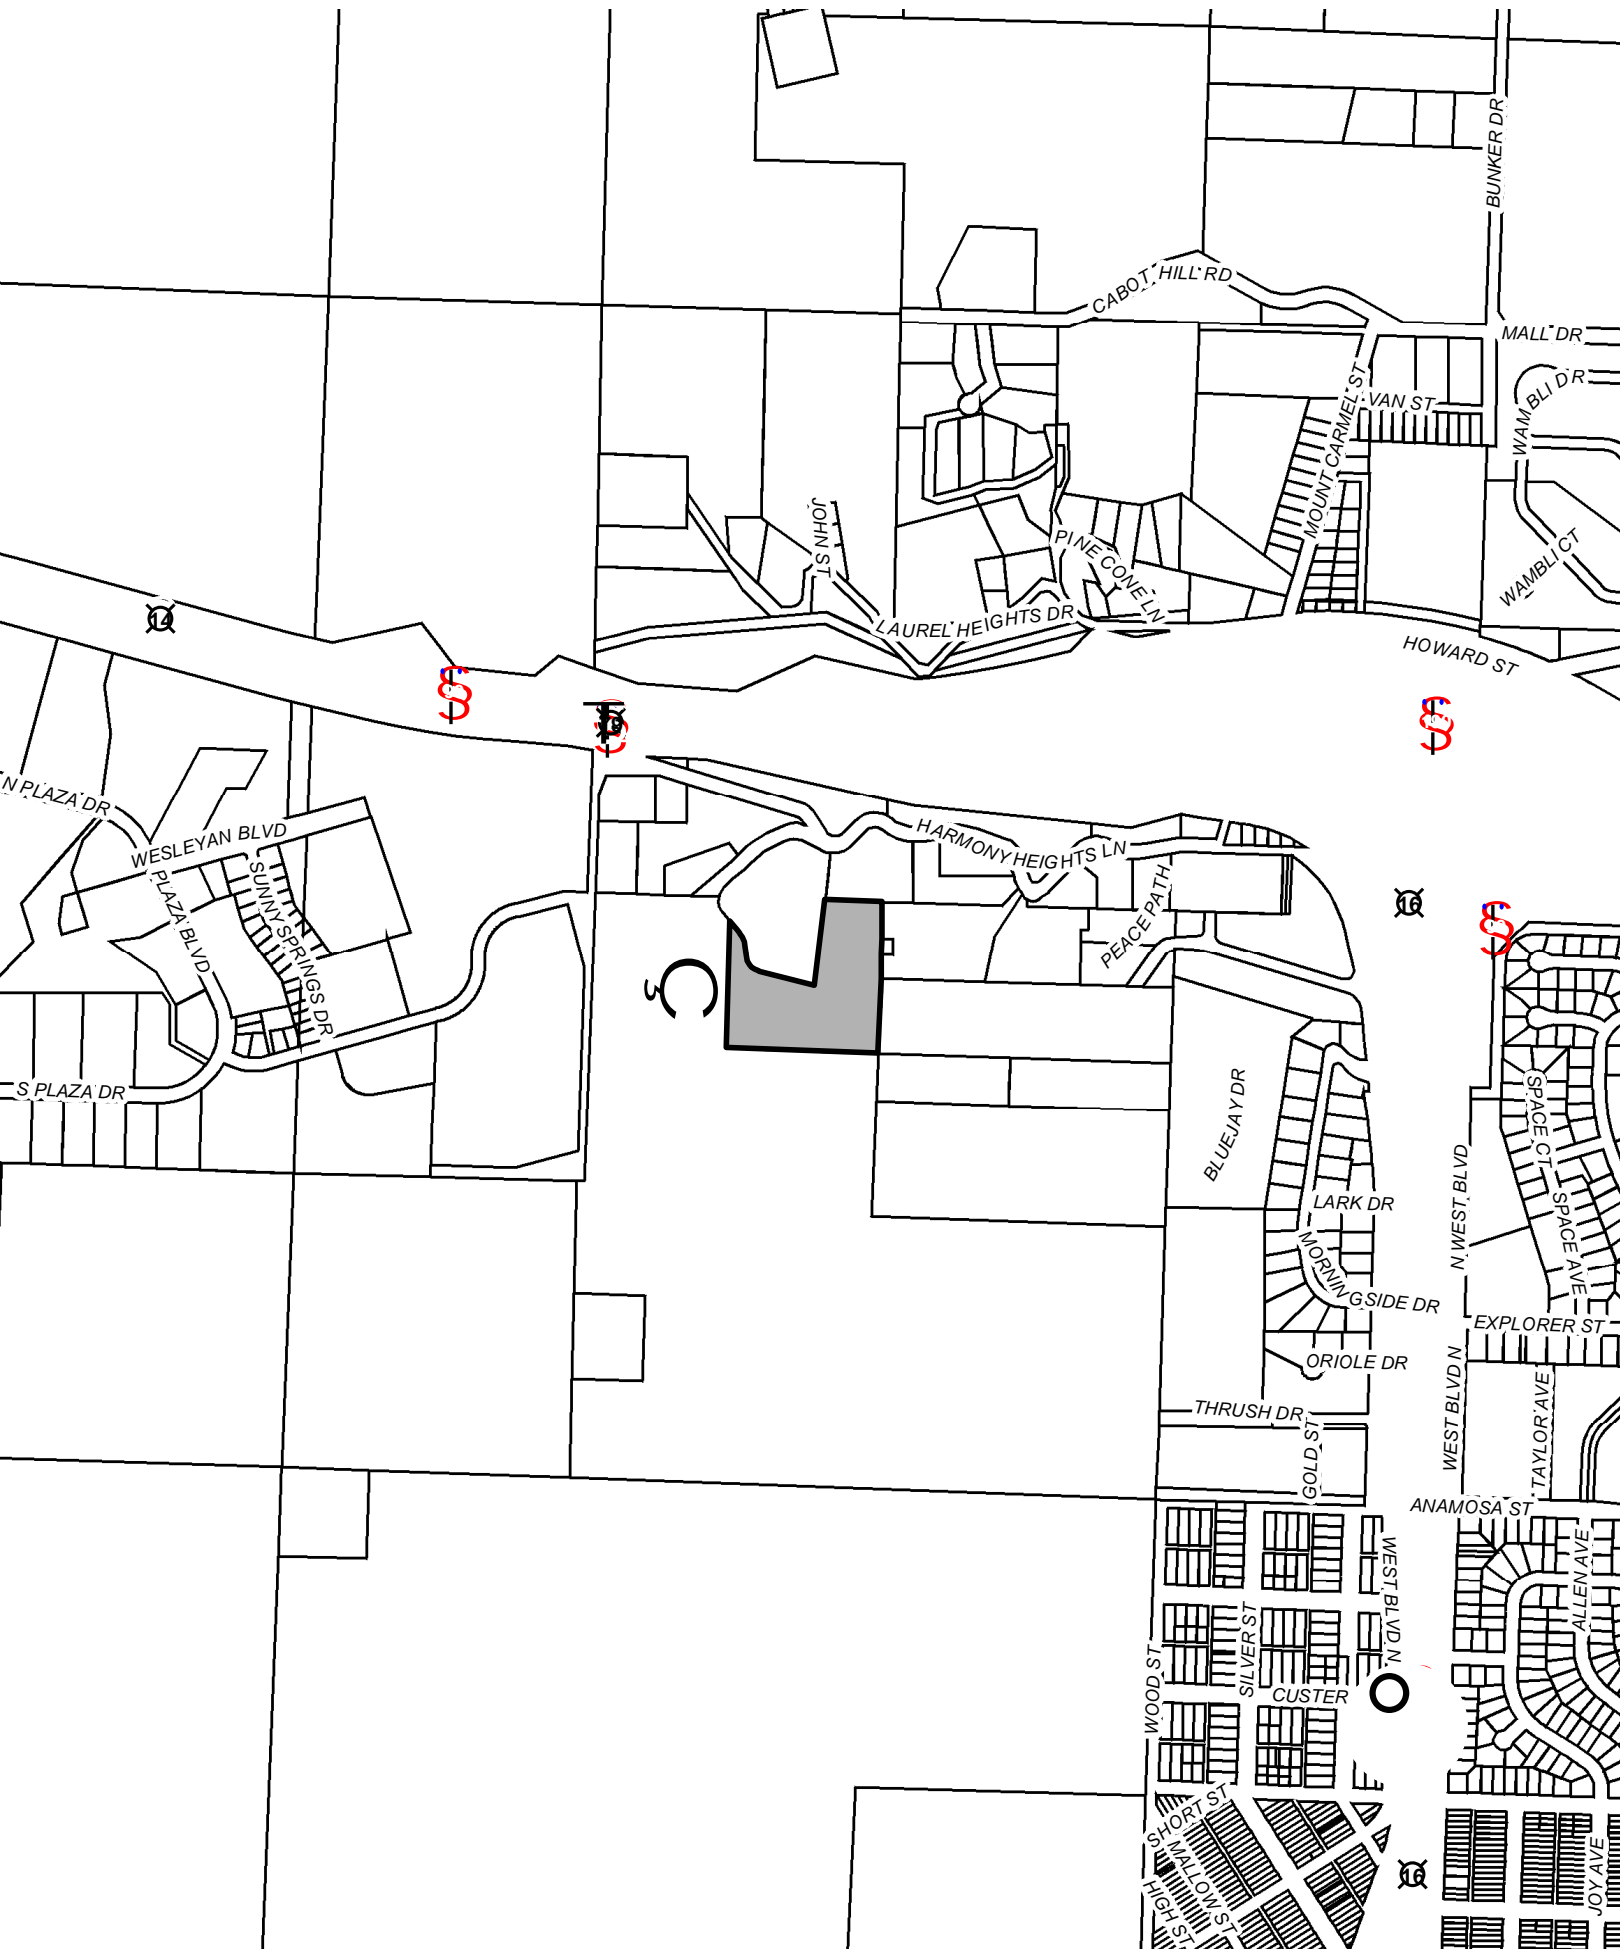 BUNKER DR
CABOT HILL RD
MALL DR
WAMBLI DR
VAN ST
MOUNT CARMEL ST
JOHN ST
PINE CONE LN
WAMBLI CT
14
LAUREL HEIGHTS DR
HOWARD ST
N PLAZA DR
WESLEYAN BLVD
HARMONY HEIGHTS LN
PLAZA BLVD
SUNNY SPRINGS DR
PEACE PATH
16
C
3
S PLAZA DR
BLUEJAY DR
SPACE CT
N WEST BLVD
LARK DR
SPACE AVE
MORNINGSIDE DR
EXPLORER ST
ORIOLE DR
WEST BLVD N
TAYLOR AVE
THRUSH DR
GOLD ST
ANAMOSA ST
WEST BLVD N
ALLEN AVE
SILVER ST
WOOD ST
CUSTER
SHORT ST
MALLOW ST
HIGH ST
16
JOY AVE